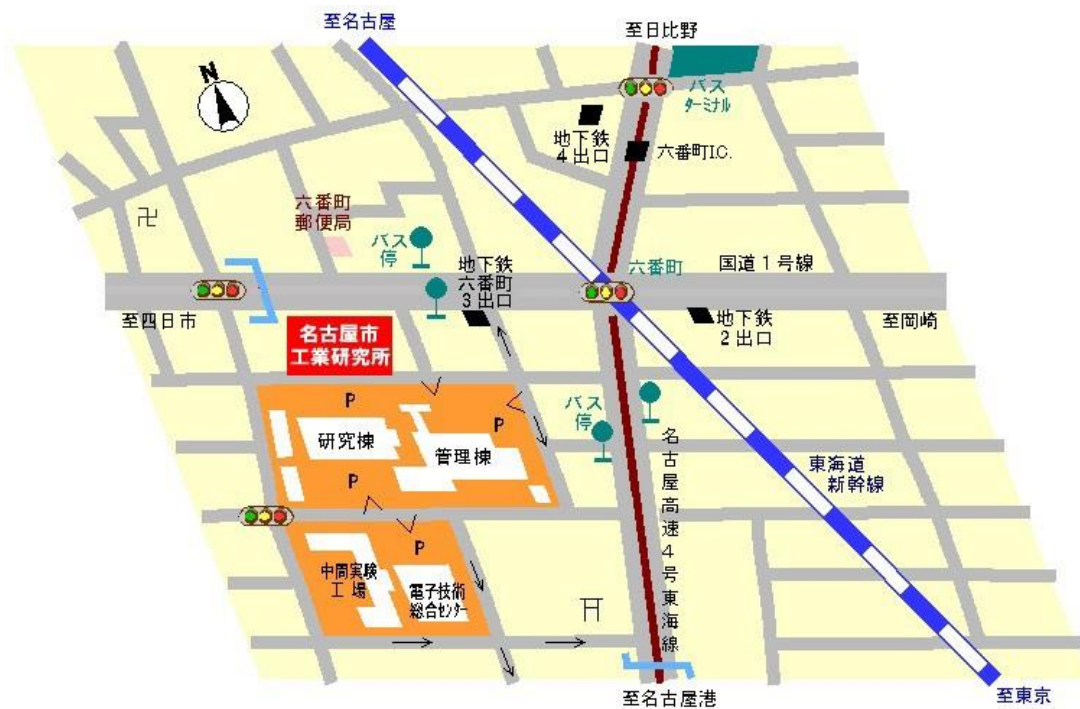 至名古屋
至日比野
N
バス
ターミナル
地下鉄
4出口
六番町I.C.
六番町
郵便局
バス
停
地下鉄
六番町
3出口
六番町
国道1号線
至四日市
地下鉄
2出口
至岡崎
名古屋市
工業研究所
P
研究棟
P
管理棟
P
バス
停
名古屋高速4号東海線
東海道
新幹線
中間実験
工場
P
電子技術
総合センター
至名古屋港
至東京